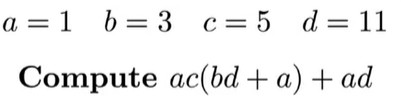 a = 1 b = 3 c = 5 d = 11
Compute ac(bd + a) + ad